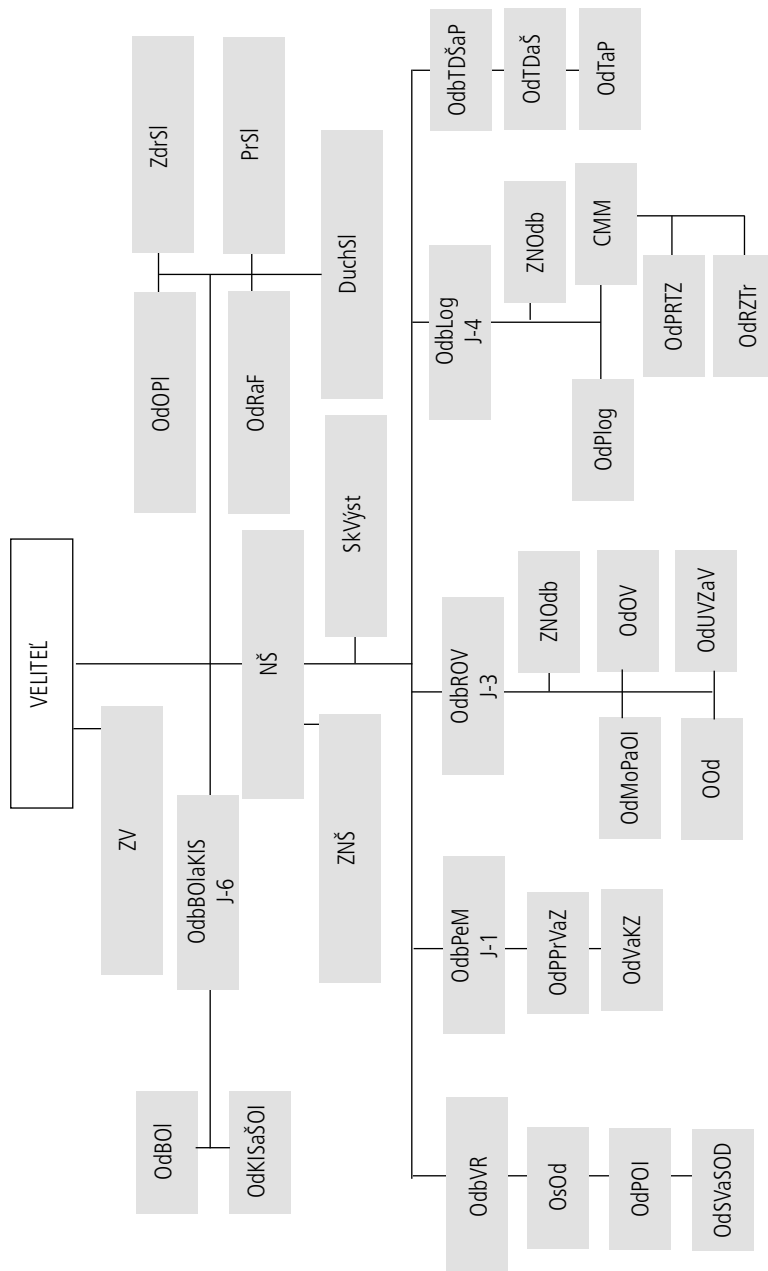 VELITEĽ
ZV
OdbBOIaKIS
J-6
OdBOI
OdKISaŠOI
OdOPI
ZdrSl
OdRaF
PrSl
DuchSl
NŠ
ZNŠ
SkVýst
OdbVR
OsOd
OdPOI
OdSVaSOD
OdbPeM
J-1
OdPPrVaZ
OdVaKZ
OdbROV
J-3
ZNOdb
OdMoPaOI
OdOV
OOd
OdUVZaV
OdbLog
J-4
ZNOdb
OdPlog
CMM
OdPRTZ
OdRZTr
OdbTDŠaP
OdTDaŠ
OdTaP